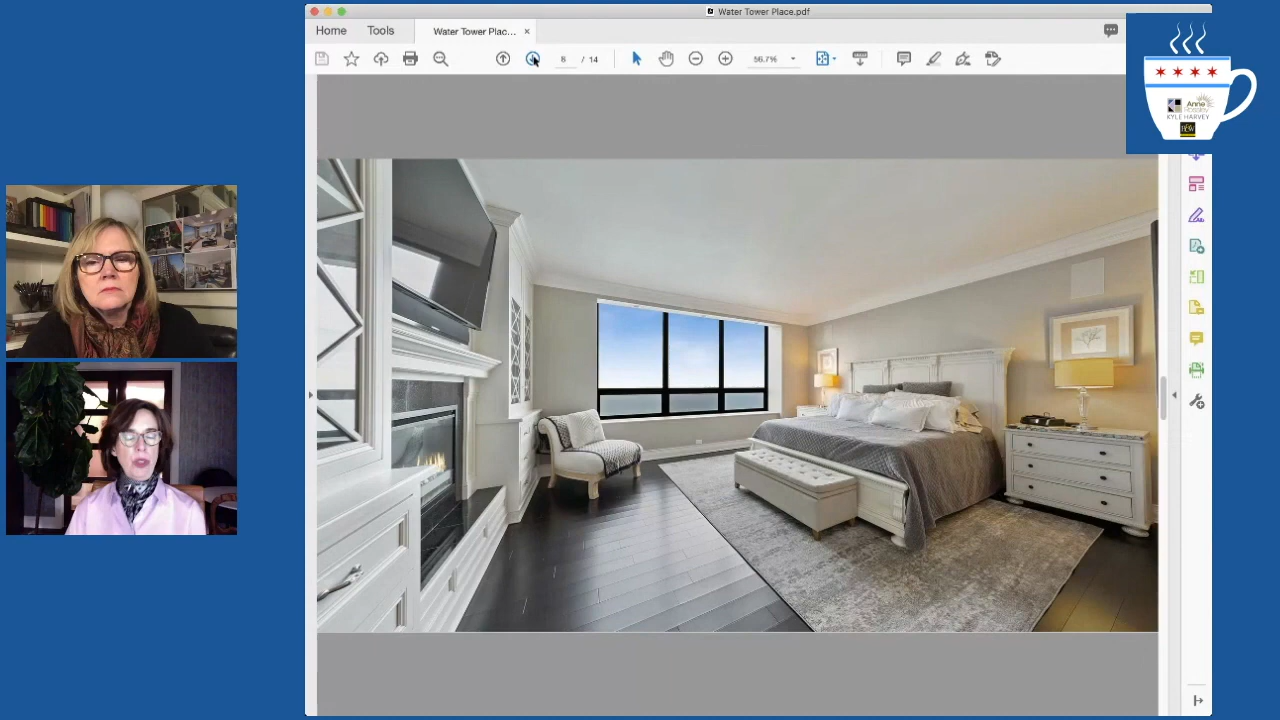 Water Tower Place.pdf
Home
Tools
Water Tower Plac... ×
8 / 14
56.7%
Anne
KYLE HARVEY